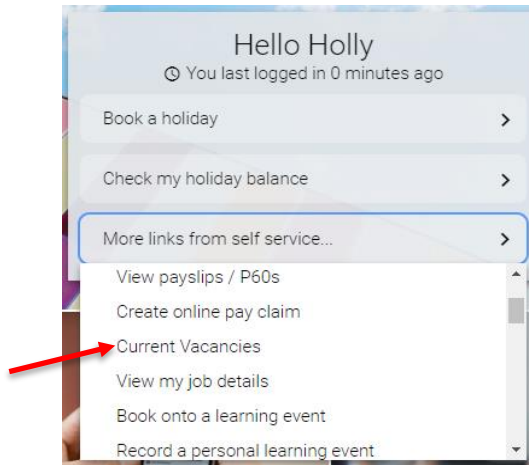 Hello Holly
You last logged in 0 minutes ago
Book a holiday
Check my holiday balance
More links from self service...
View payslips / P60s
Create online pay claim
Current Vacancies
View my job details
Book onto a learning event
Record a personal learning event